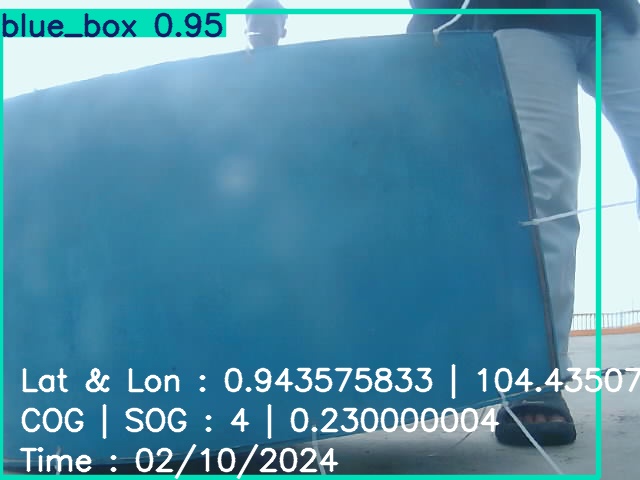 blue_box 0.95
Lat & Lon : 0.943575833 | 104.43507
COG | SOG : 4 | 0.230000004
Time : 02/10/2024